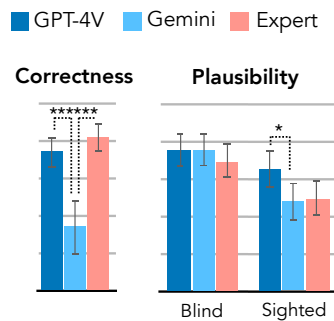 GPT-4V Gemini Expert
Correctness Plausibility
******
*
Blind Sighted